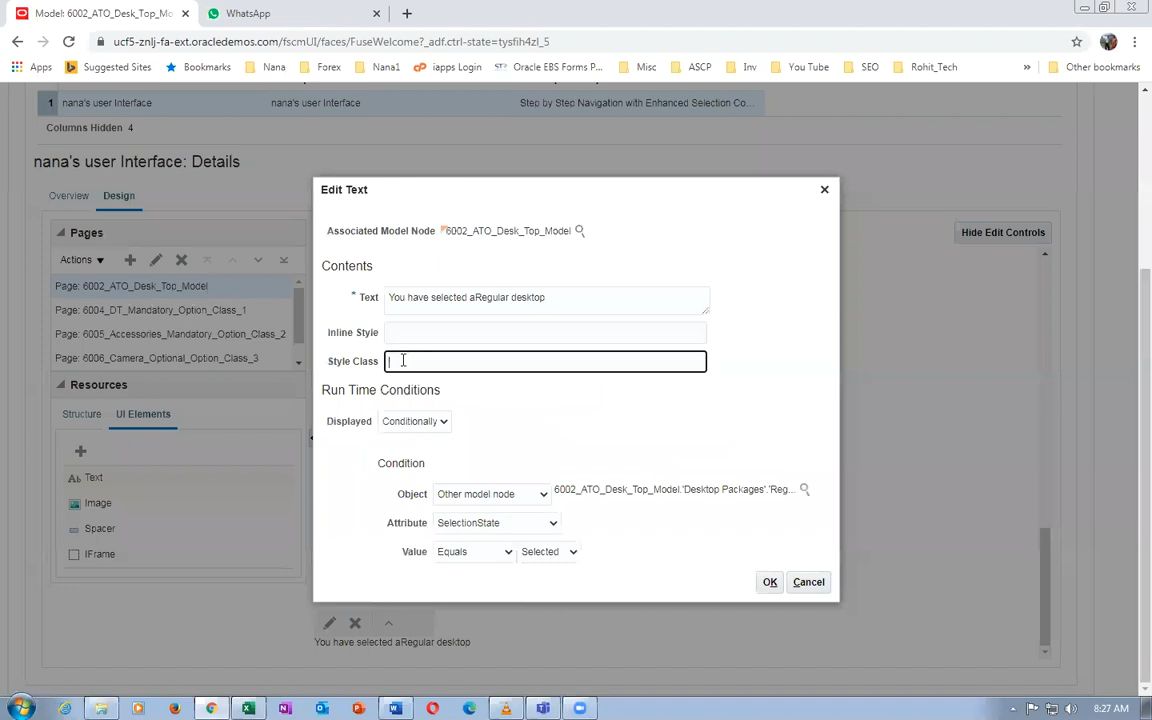 Model: 6002_ATO_Desk_Top_Mo
WhatsApp
ucf5-znlj-fa-ext.oracledemos.com/fscmUI/faces/FuseWelcome?_adf.ctrl-state=tysfih4zl_5
Apps Suggested Sites Bookmarks Nana Forex Nana1 iapps Login Oracle EBS Forms P... Misc ASCP Inv You Tube SEO Rohit_Tech » Other bookmarks
1 nana's user Interface nana's user Interface Step by Step Navigation with Enhanced Selection Co...
Columns Hidden 4
nana's user Interface: Details
Overview Design
Pages
Actions
Page: 6002_ATO_Desk_Top_Model
Page: 6004_DT_Mandatory_Option_Class_1
Page: 6005_Accessories_Mandatory_Option_Class_2
Page: 6006_Camera_Optional_Option_Class_3
Resources
Structure UI Elements
Text
Image
Spacer
IFrame
Hide Edit Controls
Edit Text
Associated Model Node 6002_ATO_Desk_Top_Model
Contents
* Text You have selected aRegular desktop
Inline Style
Style Class
Run Time Conditions
Displayed Conditionally
Condition
Object Other model node 6002_ATO_Desk_Top_Model.'Desktop Packages'.'Reg...
Attribute SelectionState
Value Equals Selected
OK Cancel
You have selected aRegular desktop
8:27 AM